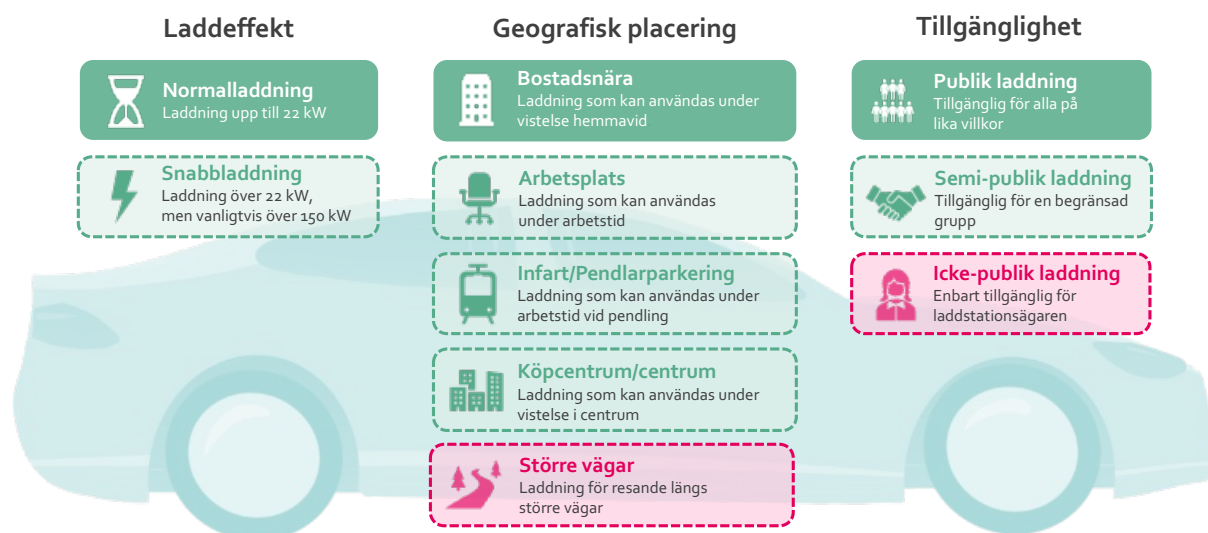 Laddeffekt
Normalladdning
Laddning upp till 22 kW
Snabbladdning
Laddning över 22 kW,
men vanligtvis över 150 kW
Geografisk placering
Bostadsnära
Laddning som kan användas under
vistelse hemmavid
Arbetsplats
Laddning som kan användas
under arbetstid
Infart/Pendlarparkering
Laddning som kan användas under
arbetstid vid pendling
Köpcentrum/centrum
Laddning som kan användas under
vistelse i centrum
Större vägar
Laddning för resande längs
större vägar
Tillgänglighet
Publik laddning
Tillgänglig för alla på
lika villkor
Semi-publik laddning
Tillgänglig för en begränsad
grupp
Icke-publik laddning
Enbart tillgänglig för
laddstationsägaren